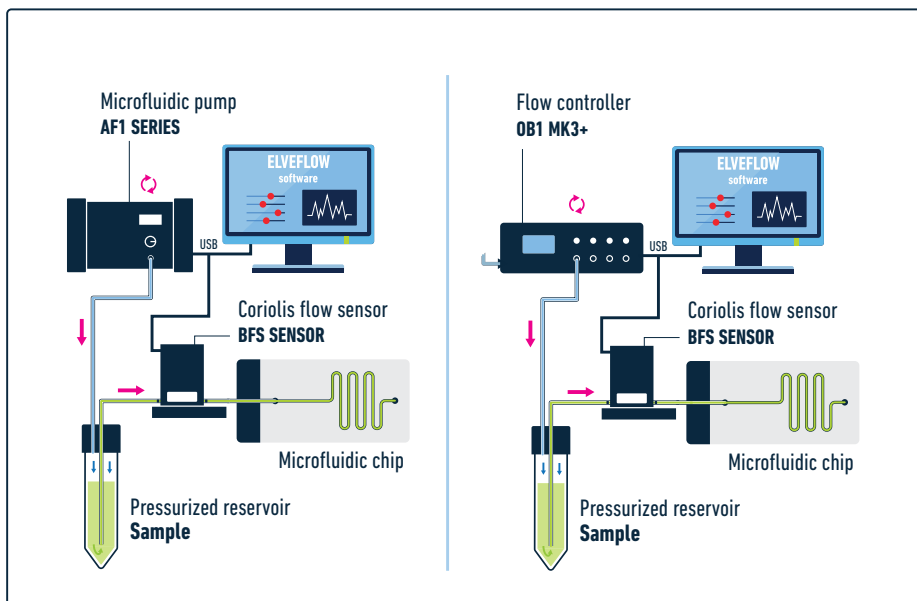 Microfluidic pump
AF1 SERIES
ELVEFLOW
software
USB
Coriolis flow sensor
BFS SENSOR
Microfluidic chip
Pressurized reservoir
Sample
Flow controller
OB1 MK3+
ELVEFLOW
software
USB
Coriolis flow sensor
BFS SENSOR
Microfluidic chip
Pressurized reservoir
Sample